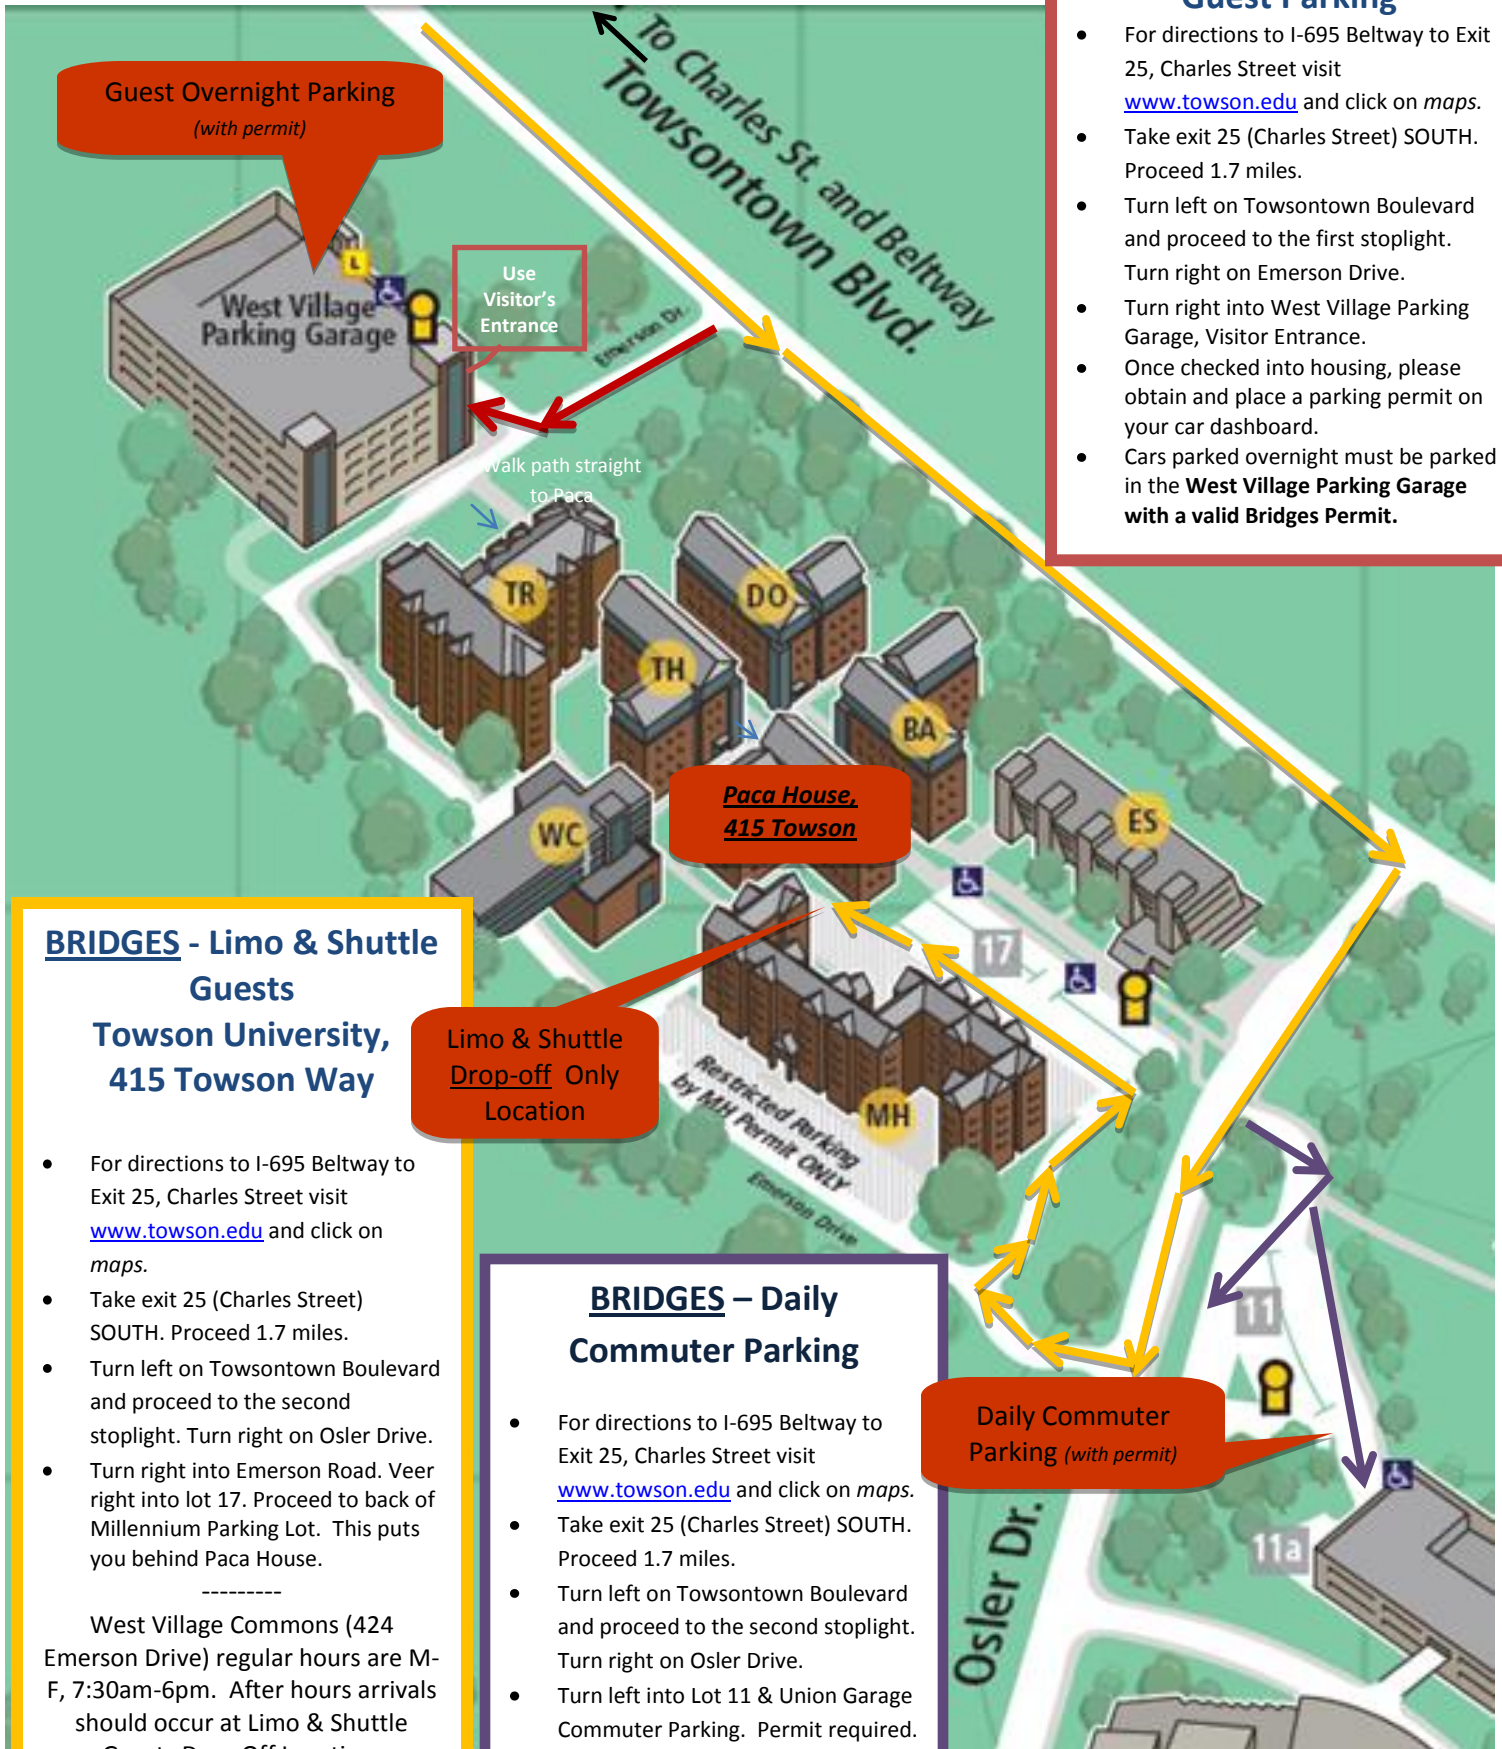 Guest Parking
• For directions to I-695 Beltway to Exit
25, Charles Street visit
www.towson.edu and click on maps.
• Take exit 25 (Charles Street) SOUTH.
Proceed 1.7 miles.
• Turn left on Towsontown Boulevard
and proceed to the first stoplight.
Turn right on Emerson Drive.
• Turn right into West Village Parking
Garage, Visitor Entrance.
• Once checked into housing, please
obtain and place a parking permit on
your car dashboard.
• Cars parked overnight must be parked
in the West Village Parking Garage
with a valid Bridges Permit.
To Charles St. and Beltway
Towsontown Blvd.
Guest Overnight Parking
(with permit)
L
West Village
Parking Garage
Use
Visitor's
Entrance
Emerson Dr.
Walk path straight
to Paca
TR
DO
TH
BA
Paca House,
415 Towson
WC
ES
17
Limo & Shuttle
Drop-off Only
Location
Restricted Parking
by MH Permit ONLY
MH
Emerson Drive
11
Daily Commuter
Parking (with permit)
11a
Osler Dr.
BRIDGES - Limo & Shuttle
Guests
Towson University,
415 Towson Way
• For directions to I-695 Beltway to
Exit 25, Charles Street visit
www.towson.edu and click on
maps.
• Take exit 25 (Charles Street)
SOUTH. Proceed 1.7 miles.
• Turn left on Towsontown Boulevard
and proceed to the second
stoplight. Turn right on Osler Drive.
• Turn right into Emerson Road. Veer
right into lot 17. Proceed to back of
Millennium Parking Lot. This puts
you behind Paca House.
---------
West Village Commons (424
Emerson Drive) regular hours are M-
F, 7:30am-6pm. After hours arrivals
should occur at Limo & Shuttle
BRIDGES – Daily
Commuter Parking
• For directions to I-695 Beltway to
Exit 25, Charles Street visit
www.towson.edu and click on maps.
• Take exit 25 (Charles Street) SOUTH.
Proceed 1.7 miles.
• Turn left on Towsontown Boulevard
and proceed to the second stoplight.
Turn right on Osler Drive.
• Turn left into Lot 11 & Union Garage
Commuter Parking. Permit required.